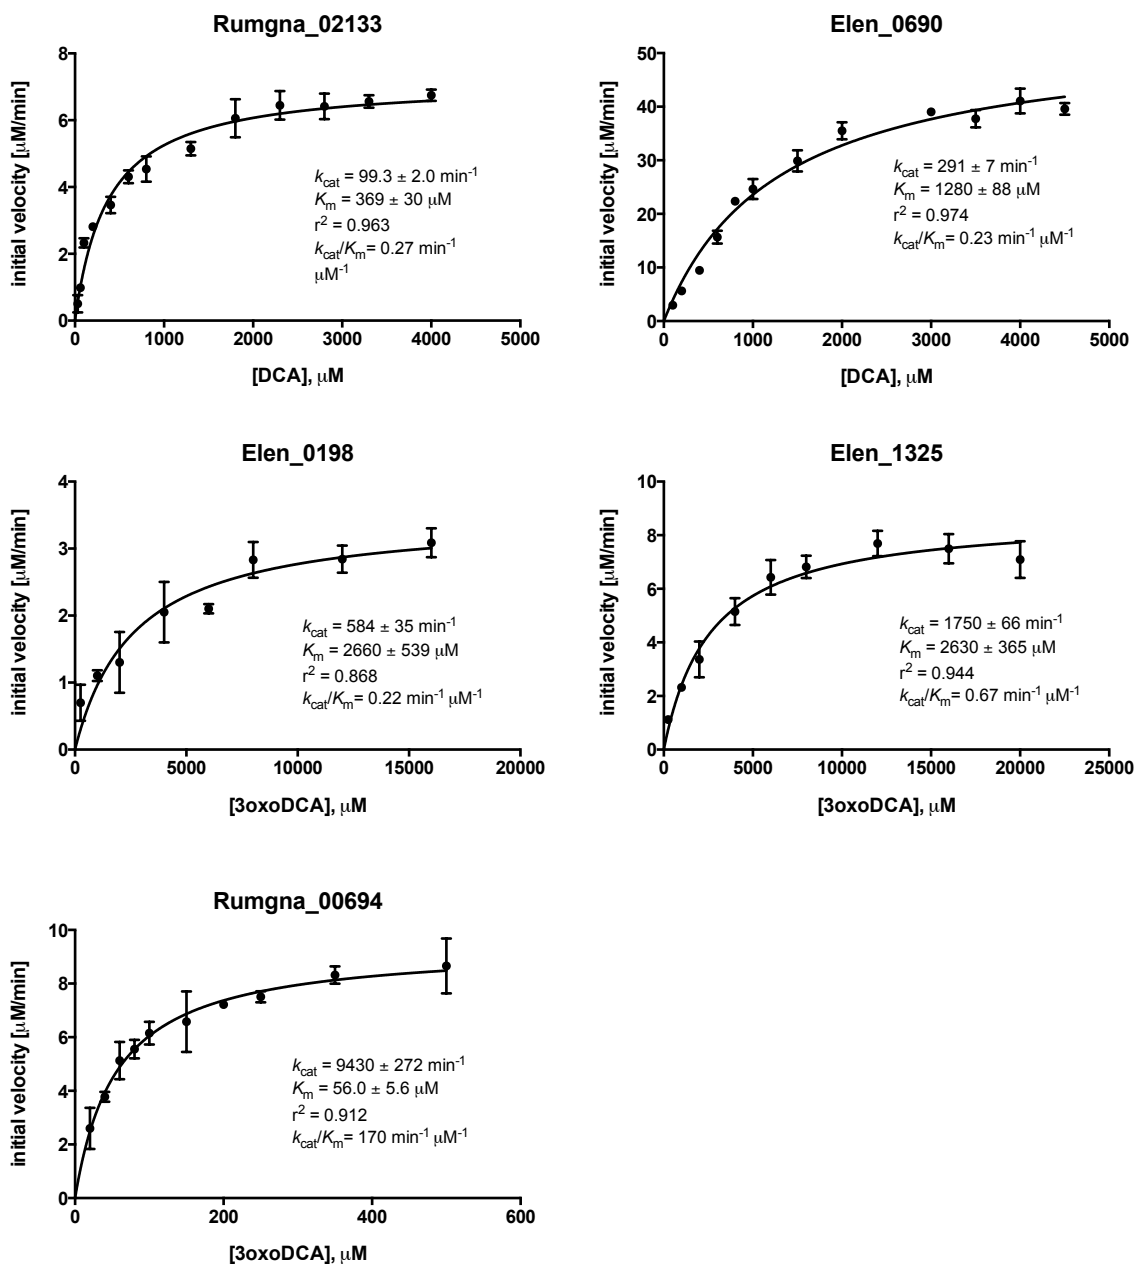 Rumgna_02133
initial velocity [μM/min]
8
6
4
2
0
0 1000 2000 3000 4000 5000
[DCA], μM
kcat = 99.3 ± 2.0 min-1
Km = 369 ± 30 μM
r2 = 0.963
kcat/Km= 0.27 min-1
μM-1
Elen_0690
initial velocity [μM/min]
50
40
30
20
10
0
0 1000 2000 3000 4000 5000
[DCA], μM
kcat = 291 ± 7 min-1
Km = 1280 ± 88 μM
r2 = 0.974
kcat/Km= 0.23 min-1 μM-1
Elen_0198
initial velocity [μM/min]
4
3
2
1
0
0 5000 10000 15000 20000
[3oxoDCA], μM
kcat = 584 ± 35 min-1
Km = 2660 ± 539 μM
r2 = 0.868
kcat/Km= 0.22 min-1 μM-1
Elen_1325
initial velocity [μM/min]
10
8
6
4
2
0
0 5000 10000 15000 20000 25000
[3oxoDCA], μM
kcat = 1750 ± 66 min-1
Km = 2630 ± 365 μM
r2 = 0.944
kcat/Km= 0.67 min-1 μM-1
Rumgna_00694
initial velocity [μM/min]
10
8
6
4
2
0
0 200 400 600
[3oxoDCA], μM
kcat = 9430 ± 272 min-1
Km = 56.0 ± 5.6 μM
r2 = 0.912
kcat/Km= 170 min-1 μM-1